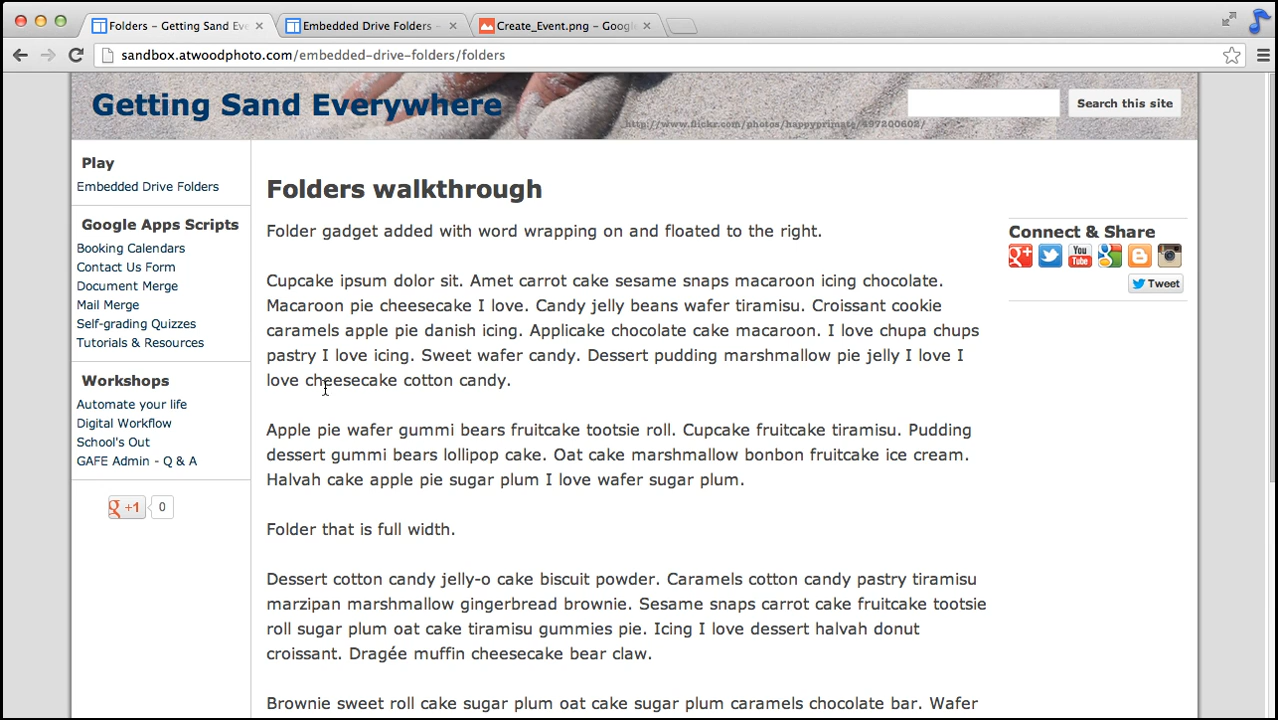 Folders – Getting Sand Eve
Embedded Drive Folders –
Create_Event.png – Google
sandbox.atwoodphoto.com/embedded-drive-folders/folders
Getting Sand Everywhere
http://www.flickr.com/photos/happyprimate/497200602/
Search this site
Play
Embedded Drive Folders
Google Apps Scripts
Booking Calendars
Contact Us Form
Document Merge
Mail Merge
Self-grading Quizzes
Tutorials & Resources
Workshops
Automate your life
Digital Workflow
School's Out
GAFE Admin - Q & A
g +1 0
Folders walkthrough
Folder gadget added with word wrapping on and floated to the right.
Cupcake ipsum dolor sit. Amet carrot cake sesame snaps macaroon icing chocolate.
Macaroon pie cheesecake I love. Candy jelly beans wafer tiramisu. Croissant cookie
caramels apple pie danish icing. Applicake chocolate cake macaroon. I love chupa chups
pastry I love icing. Sweet wafer candy. Dessert pudding marshmallow pie jelly I love I
love cheesecake cotton candy.
Apple pie wafer gummi bears fruitcake tootsie roll. Cupcake fruitcake tiramisu. Pudding
dessert gummi bears lollipop cake. Oat cake marshmallow bonbon fruitcake ice cream.
Halvah cake apple pie sugar plum I love wafer sugar plum.
Folder that is full width.
Dessert cotton candy jelly-o cake biscuit powder. Caramels cotton candy pastry tiramisu
marzipan marshmallow gingerbread brownie. Sesame snaps carrot cake fruitcake tootsie
roll sugar plum oat cake tiramisu gummies pie. Icing I love dessert halvah donut
croissant. Dragée muffin cheesecake bear claw.
Brownie sweet roll cake sugar plum oat cake sugar plum caramels chocolate bar. Wafer
Connect & Share
g+ You Tube g
Tweet